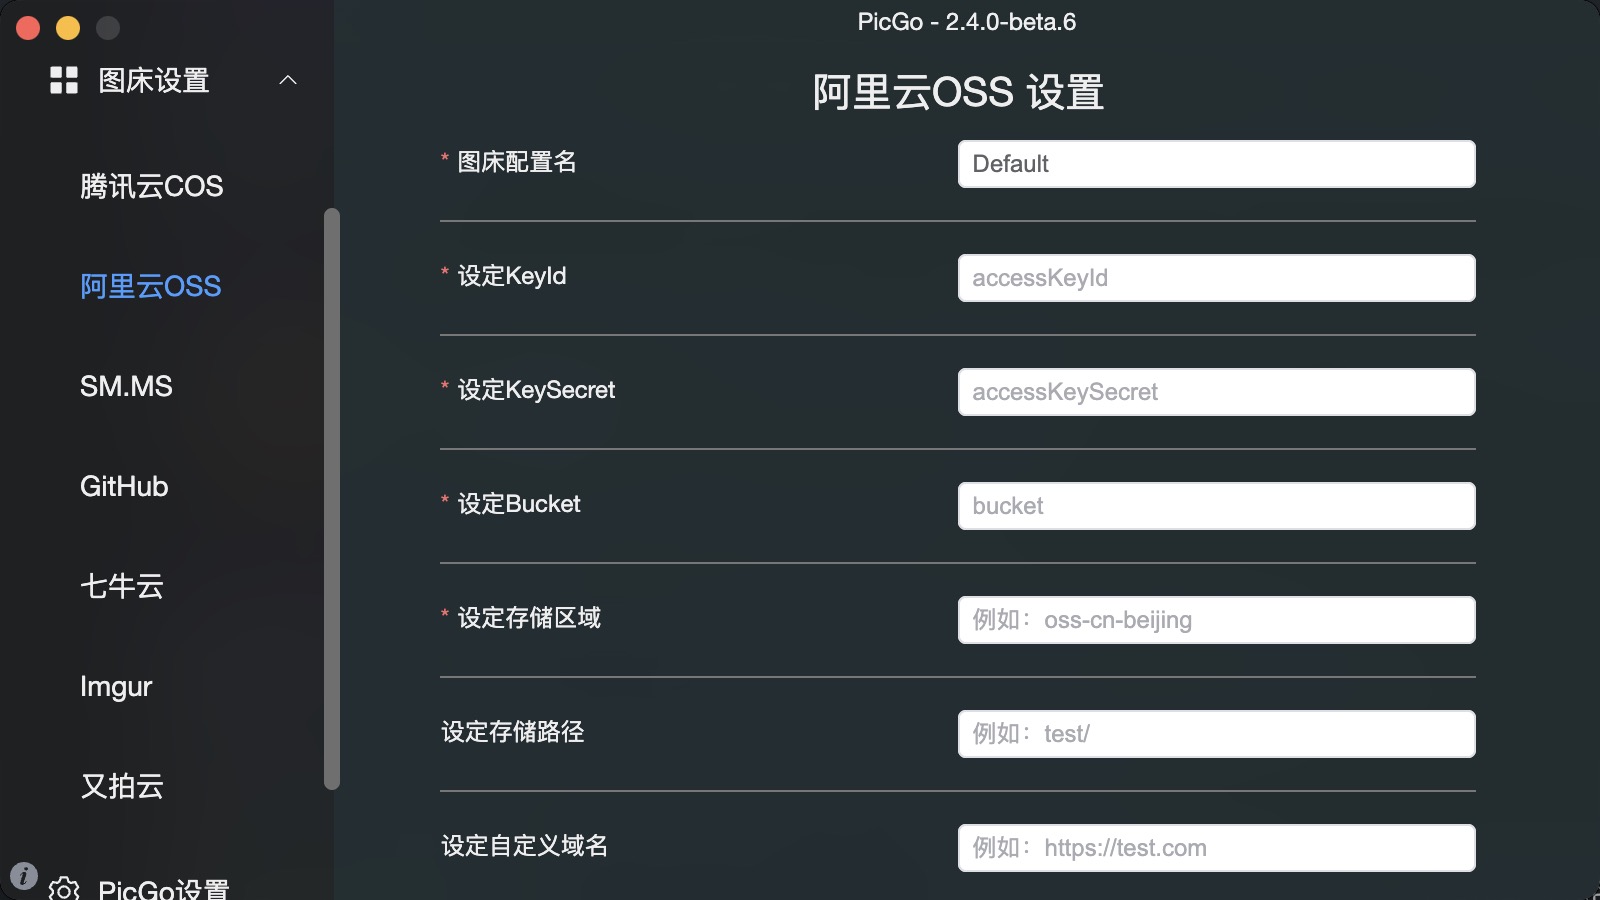 PicGo - 2.4.0-beta.6
图床设置
腾讯云COS
阿里云OSS
SM.MS
GitHub
七牛云
Imgur
又拍云
PicGo设置
阿里云OSS 设置
* 图床配置名
Default
* 设定KeyId
accessKeyId
* 设定KeySecret
accessKeySecret
* 设定Bucket
bucket
* 设定存储区域
例如：oss-cn-beijing
设定存储路径
例如：test/
设定自定义域名
例如：https://test.com